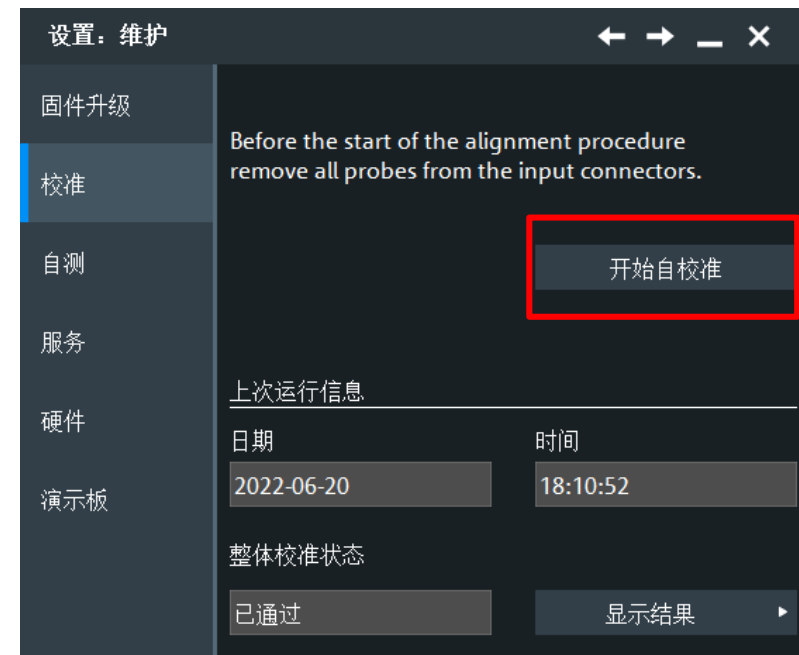 设置：维护
固件升级
校准
自测
服务
硬件
演示板
Before the start of the alignment procedure
remove all probes from the input connectors.
开始自校准
上次运行信息
日期
时间
2022-06-20
18:10:52
整体校准状态
已通过
显示结果